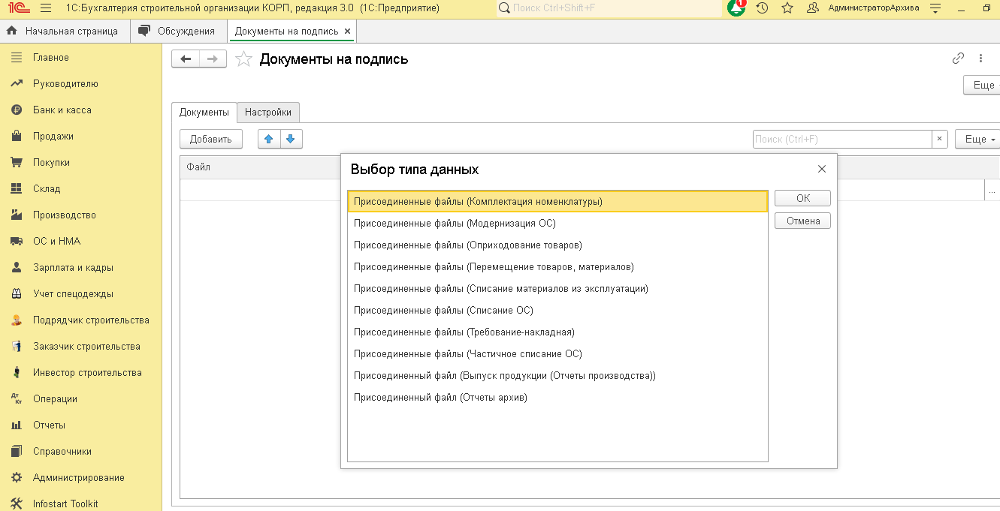 1С:Бухгалтерия строительной организации КОРП, редакция 3.0 (1С:Предприятие)
Поиск Ctrl+Shift+F
1
АдминистраторАрхива
Начальная страница
Обсуждения
Документы на подпись ×
Главное
Руководителю
Банк и касса
Продажи
Покупки
Склад
Производство
ОС и НМА
Зарплата и кадры
Учет спецодежды
Подрядчик строительства
Заказчик строительства
Инвестор строительства
Операции
Отчеты
Справочники
Администрирование
Infostart Toolkit
Документы на подпись
Еще
Документы
Настройки
Добавить
Поиск (Ctrl+F)
×
Еще
Файл
...
Выбор типа данных
Присоединенные файлы (Комплектация номенклатуры)
Присоединенные файлы (Модернизация ОС)
Присоединенные файлы (Оприходование товаров)
Присоединенные файлы (Перемещение товаров, материалов)
Присоединенные файлы (Списание материалов из эксплуатации)
Присоединенные файлы (Списание ОС)
Присоединенные файлы (Требование-накладная)
Присоединенные файлы (Частичное списание ОС)
Присоединенный файл (Выпуск продукции (Отчеты производства))
Присоединенный файл (Отчеты архив)
ОК
Отмена